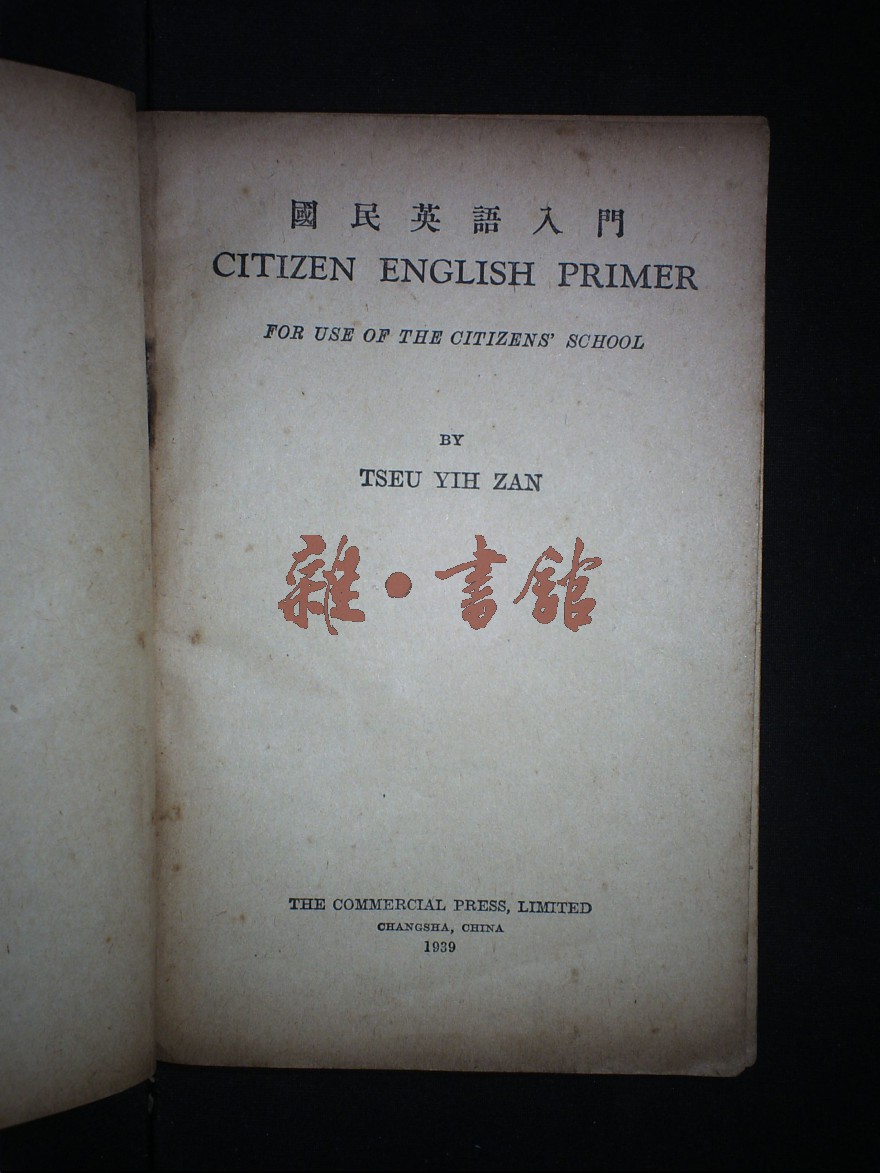 國民英語入門
CITIZEN ENGLISH PRIMER
FOR USE OF THE CITIZENS' SCHOOL
BY
TSEU YIH ZAN
雜·書館
THE COMMERCIAL PRESS, LIMITED
CHANGSHA, CHINA
1939